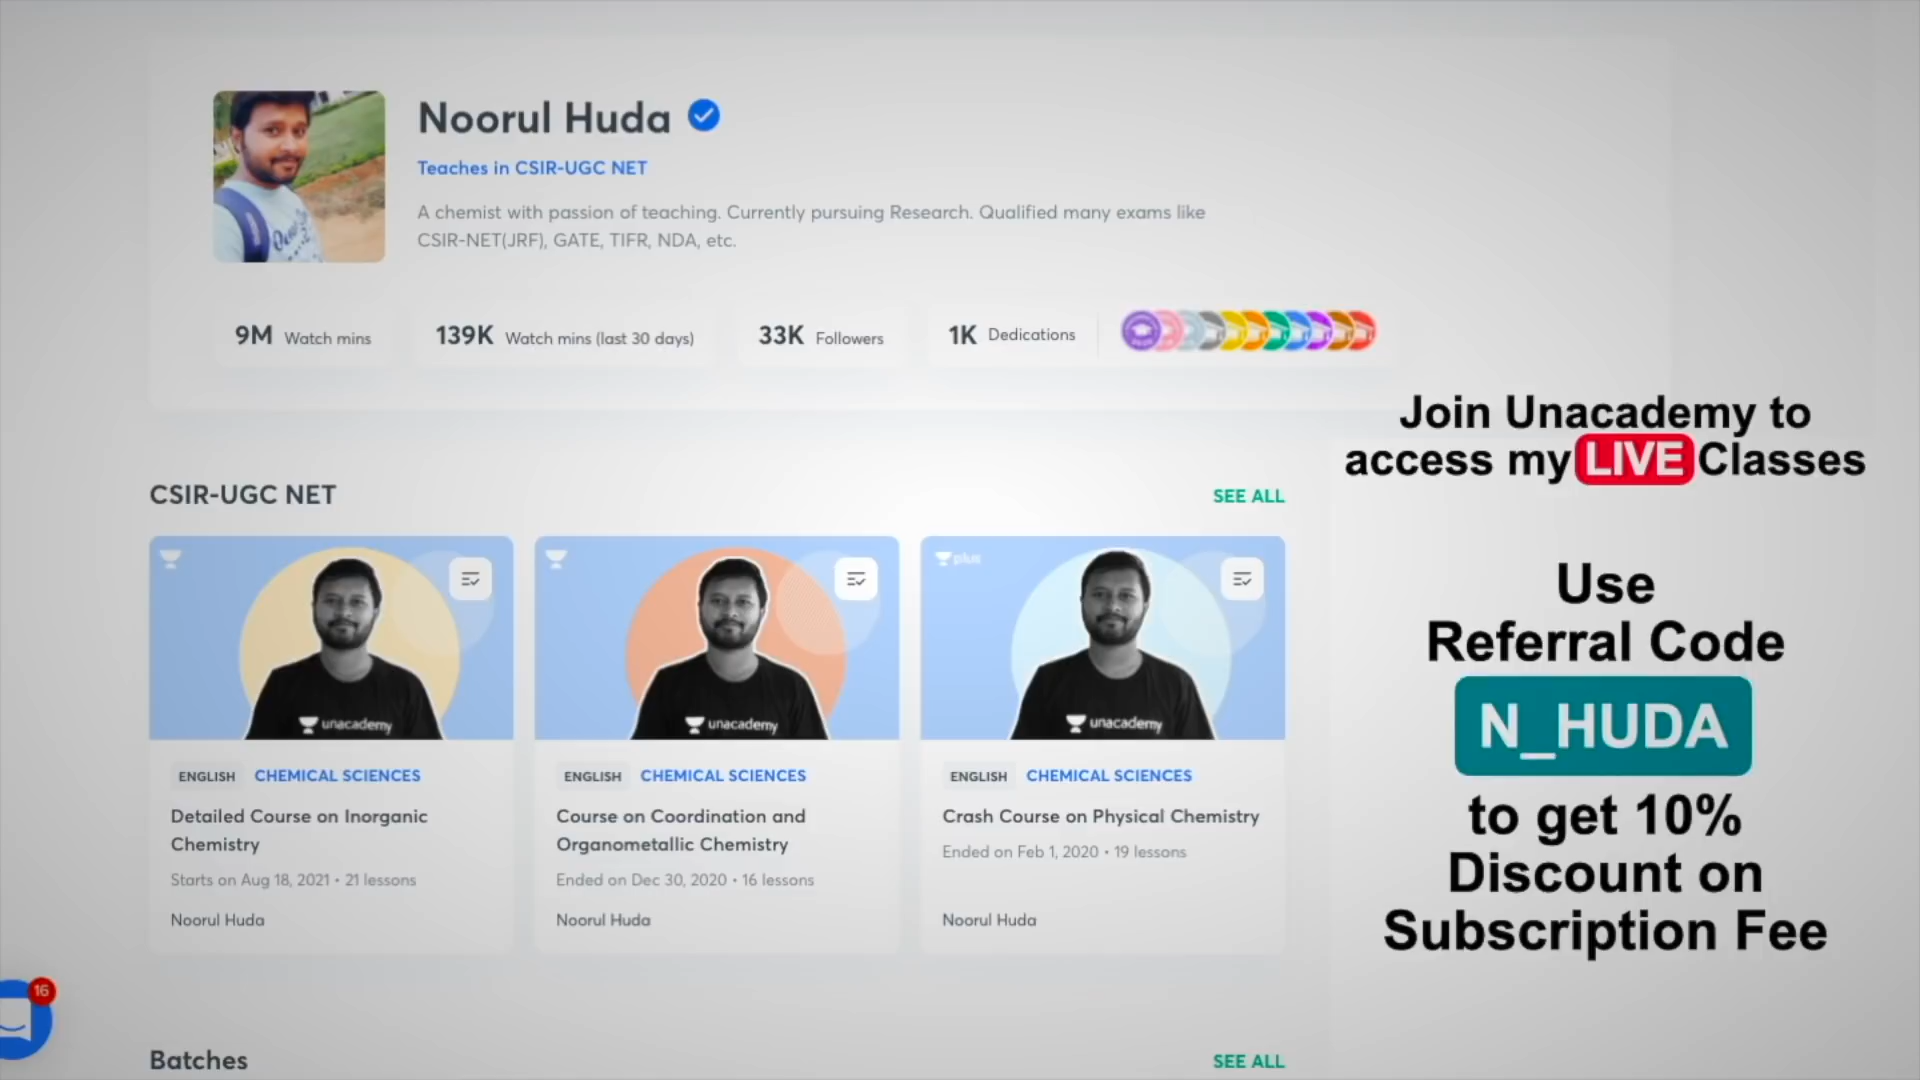 Noorul Huda
Teaches in CSIR-UGC NET
A chemist with passion of teaching. Currently pursuing Research. Qualified many exams like
CSIR-NET(JRF), GATE, TIFR, NDA, etc.
9M Watch mins
139K Watch mins (last 30 days)
33K Followers
1K Dedications
Join Unacademy to
access my LIVE Classes
Use
Referral Code
N_HUDA
to get 10%
Discount on
Subscription Fee
CSIR-UGC NET
SEE ALL
unacademy
ENGLISH CHEMICAL SCIENCES
Detailed Course on Inorganic
Chemistry
Starts on Aug 18, 2021 • 21 lessons
Noorul Huda
unacademy
ENGLISH CHEMICAL SCIENCES
Course on Coordination and
Organometallic Chemistry
Ended on Dec 30, 2020 • 16 lessons
Noorul Huda
plus
unacademy
ENGLISH CHEMICAL SCIENCES
Crash Course on Physical Chemistry
Ended on Feb 1, 2020 • 19 lessons
Noorul Huda
16
Batches
SEE ALL